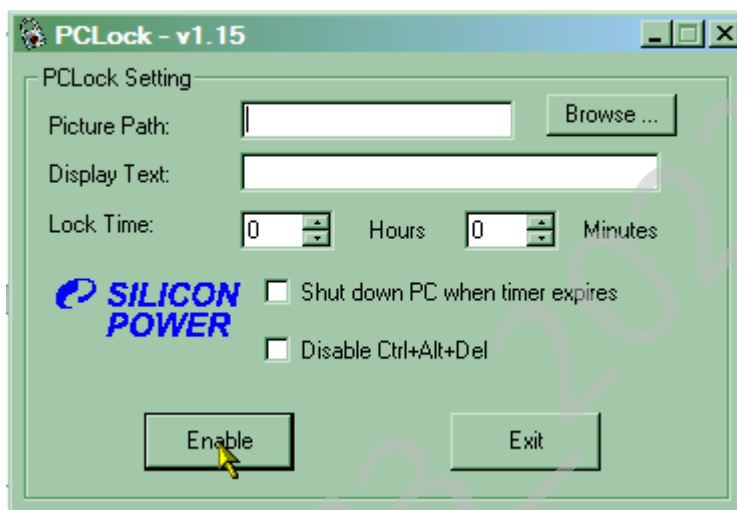 PCLock - v1.15
PCLock Setting
Picture Path:
Browse ...
Display Text:
Lock Time:
0
Hours
0
Minutes
SILICON
POWER
Shut down PC when timer expires
Disable Ctrl+Alt+Del
Enable
Exit